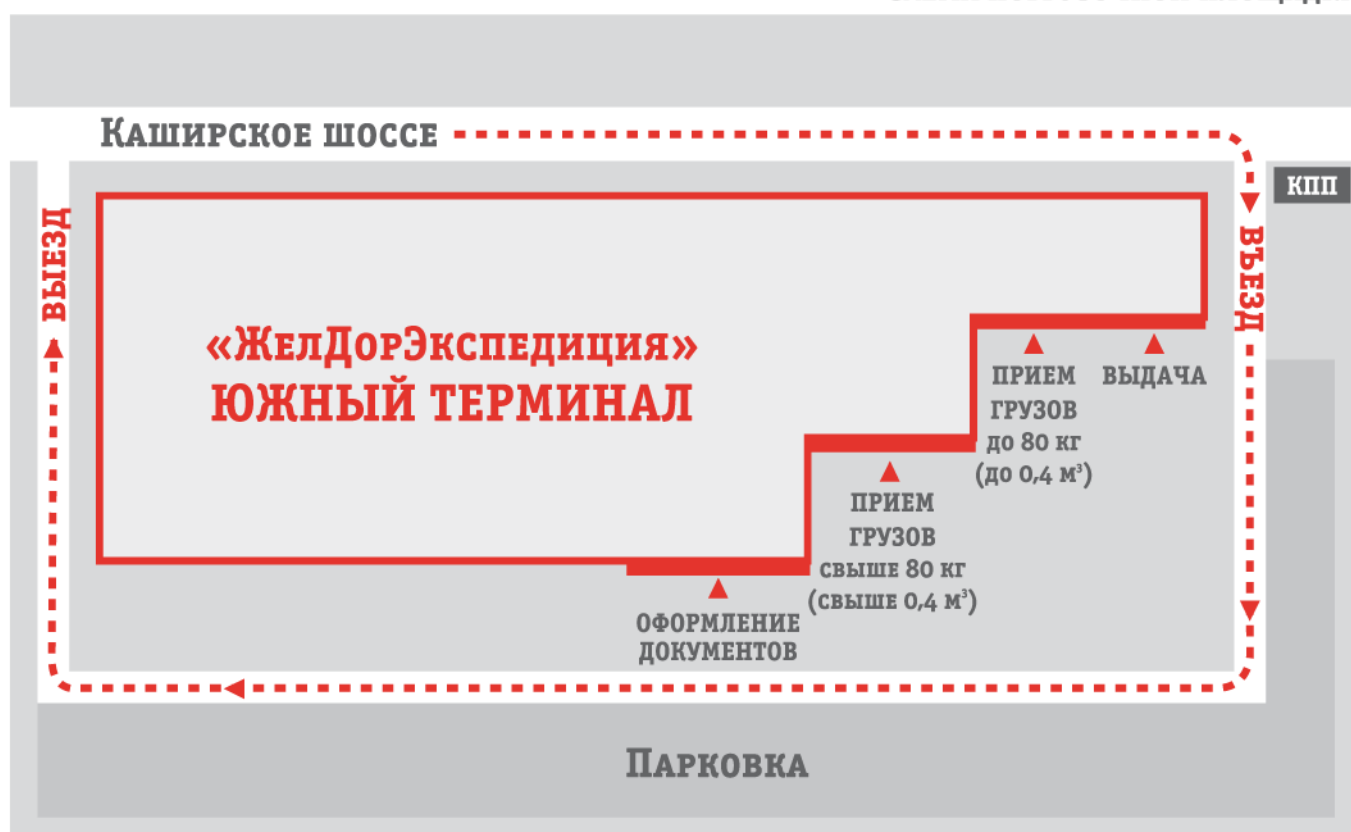 Каширское шоссе
КПП
ВЫЕЗД
ВЪЕЗД
«ЖелДорЭкспедиция»
ЮЖНЫЙ ТЕРМИНАЛ
ПРИЕМ
ГРУЗОВ
до 80 кг
(до 0,4 м³)
ВЫДАЧА
ПРИЕМ
ГРУЗОВ
свыше 80 кг
(свыше 0,4 м³)
ОФОРМЛЕНИЕ
ДОКУМЕНТОВ
Парковка